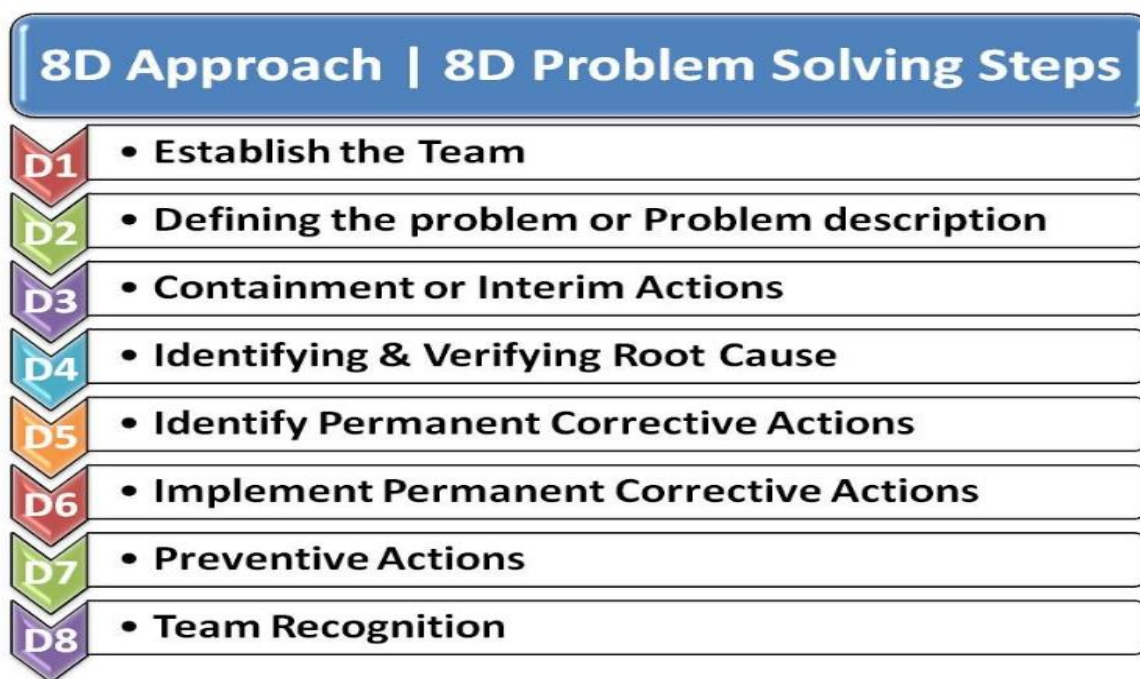 8D Approach | 8D Problem Solving Steps
D1 • Establish the Team
D2 • Defining the problem or Problem description
D3 • Containment or Interim Actions
D4 • Identifying & Verifying Root Cause
D5 • Identify Permanent Corrective Actions
D6 • Implement Permanent Corrective Actions
D7 • Preventive Actions
D8 • Team Recognition